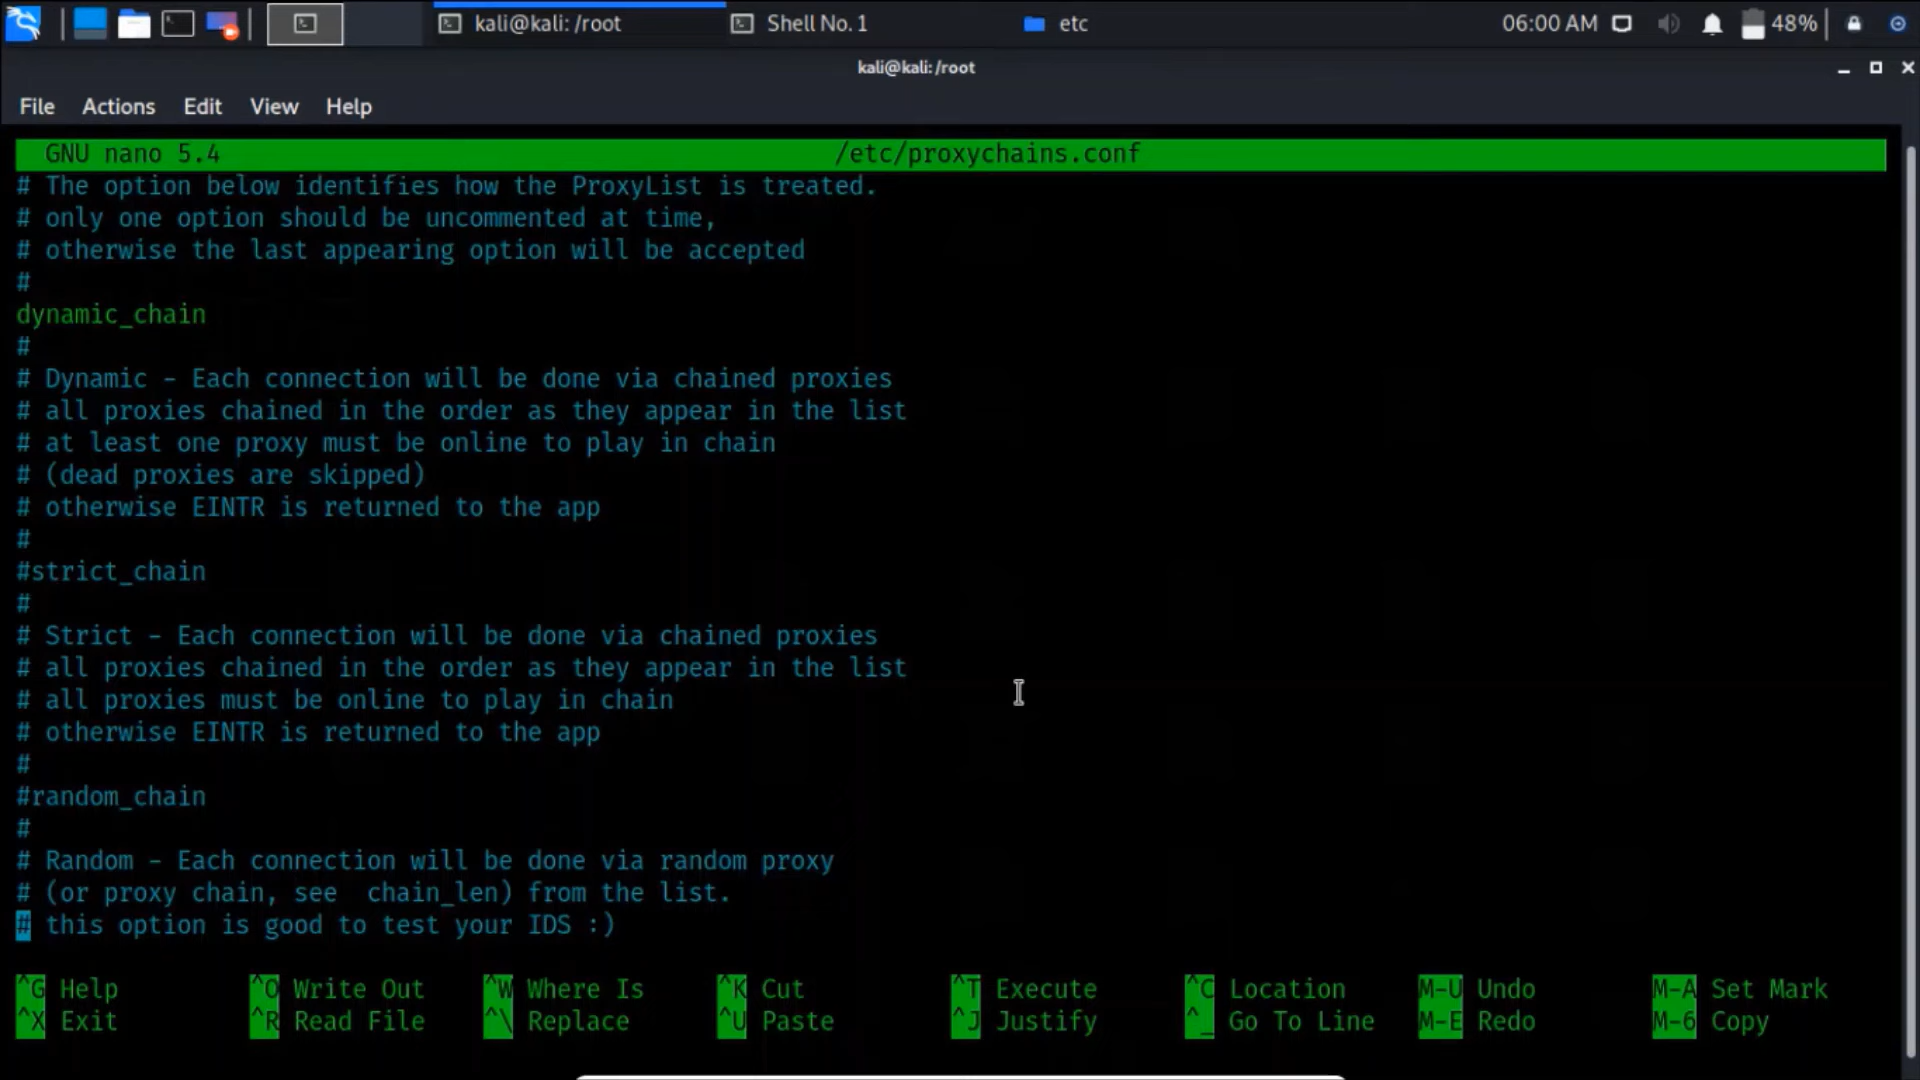 kali@kali: /root
Shell No. 1
etc
06:00 AM
48%
kali@kali: /root
File Actions Edit View Help
GNU nano 5.4 /etc/proxychains.conf
# The option below identifies how the ProxyList is treated.
# only one option should be uncommented at time,
# otherwise the last appearing option will be accepted
#
dynamic_chain
#
# Dynamic - Each connection will be done via chained proxies
# all proxies chained in the order as they appear in the list
# at least one proxy must be online to play in chain
# (dead proxies are skipped)
# otherwise EINTR is returned to the app
#
#strict_chain
#
# Strict - Each connection will be done via chained proxies
# all proxies chained in the order as they appear in the list
# all proxies must be online to play in chain
# otherwise EINTR is returned to the app
#
#random_chain
#
# Random - Each connection will be done via random proxy
# (or proxy chain, see  chain_len) from the list.
# this option is good to test your IDS :)
^G Help ^O Write Out ^W Where Is ^K Cut ^T Execute ^C Location M-U Undo M-A Set Mark
^X Exit ^R Read File ^\ Replace ^U Paste ^J Justify ^_ Go To Line M-E Redo M-6 Copy